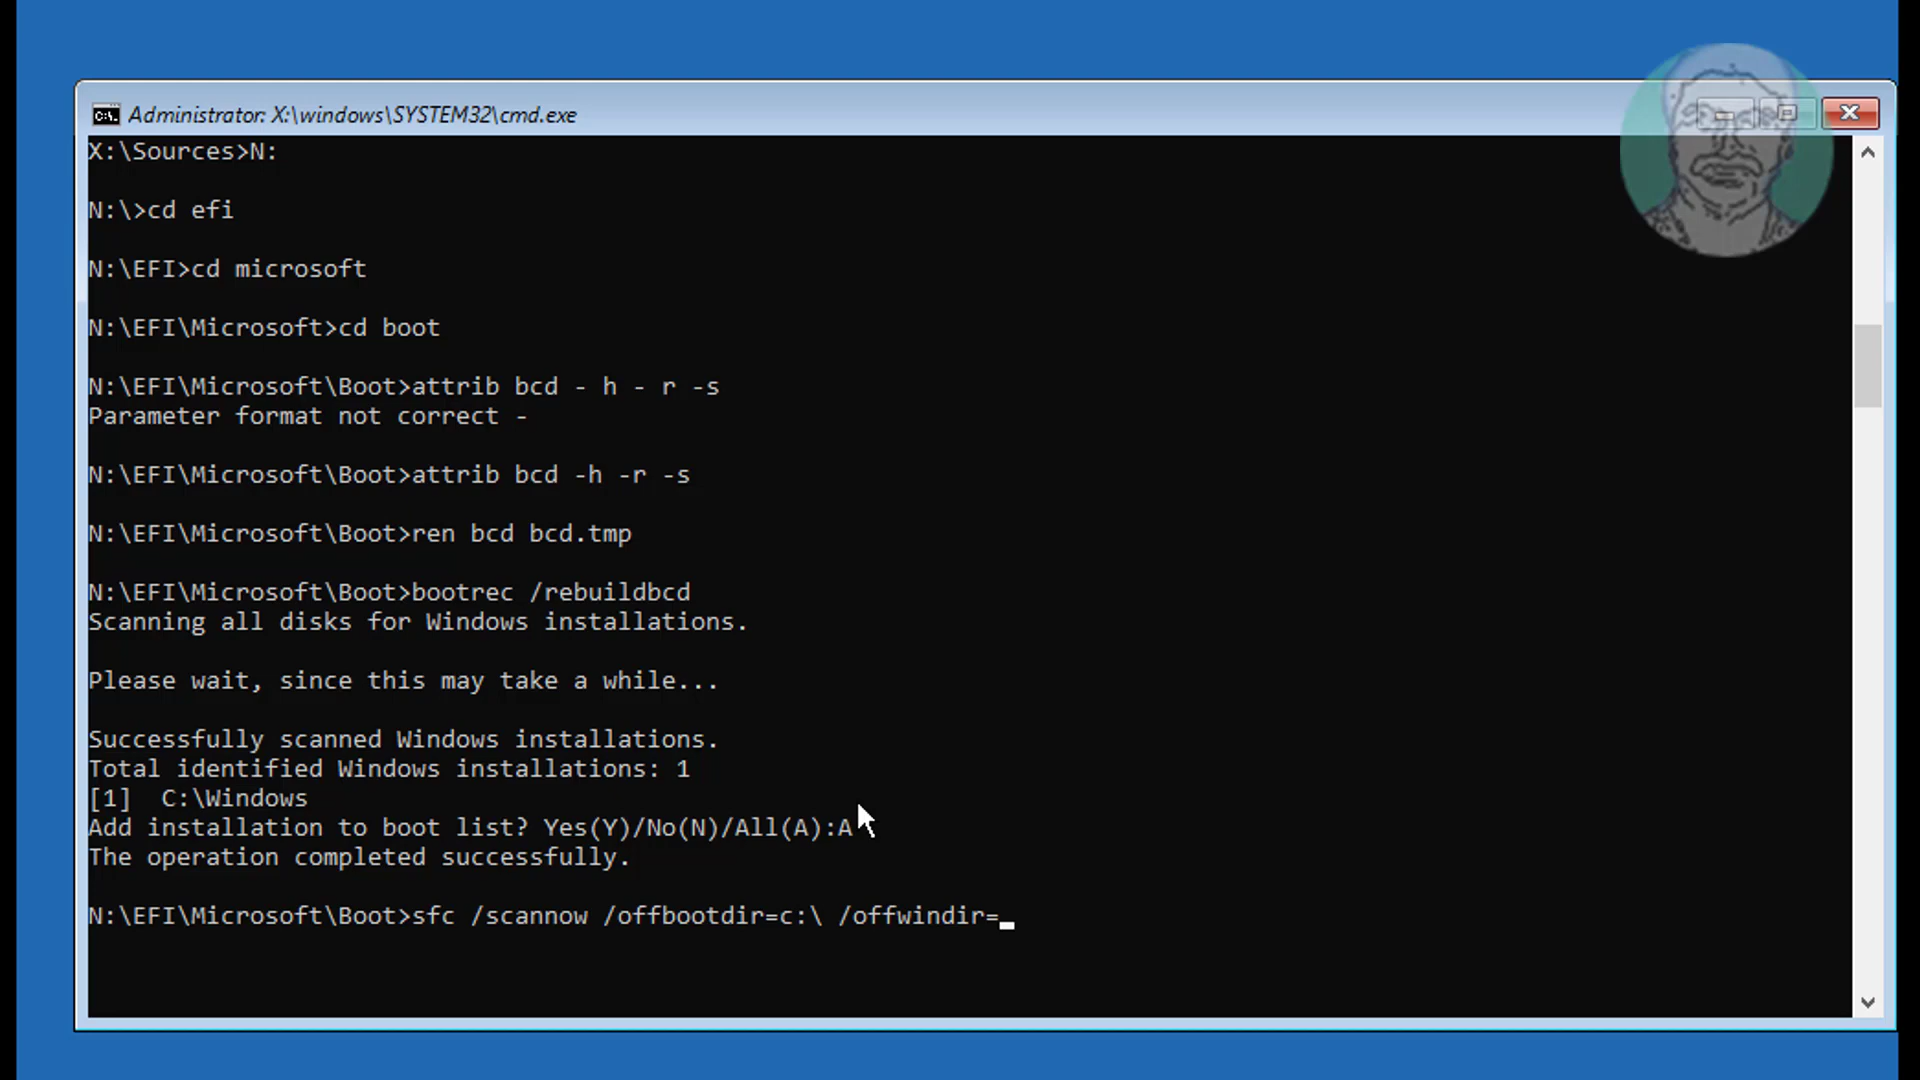 Administrator: X:\windows\SYSTEM32\cmd.exe
X:\Sources>N:
N:\>cd efi
N:\EFI>cd microsoft
N:\EFI\Microsoft>cd boot
N:\EFI\Microsoft\Boot>attrib bcd - h - r -s
Parameter format not correct -
N:\EFI\Microsoft\Boot>attrib bcd -h -r -s
N:\EFI\Microsoft\Boot>ren bcd bcd.tmp
N:\EFI\Microsoft\Boot>bootrec /rebuildbcd
Scanning all disks for Windows installations.
Please wait, since this may take a while...
Successfully scanned Windows installations.
Total identified Windows installations: 1
[1]  C:\Windows
Add installation to boot list? Yes(Y)/No(N)/All(A):A
The operation completed successfully.
N:\EFI\Microsoft\Boot>sfc /scannow /offbootdir=c:\ /offwindir=